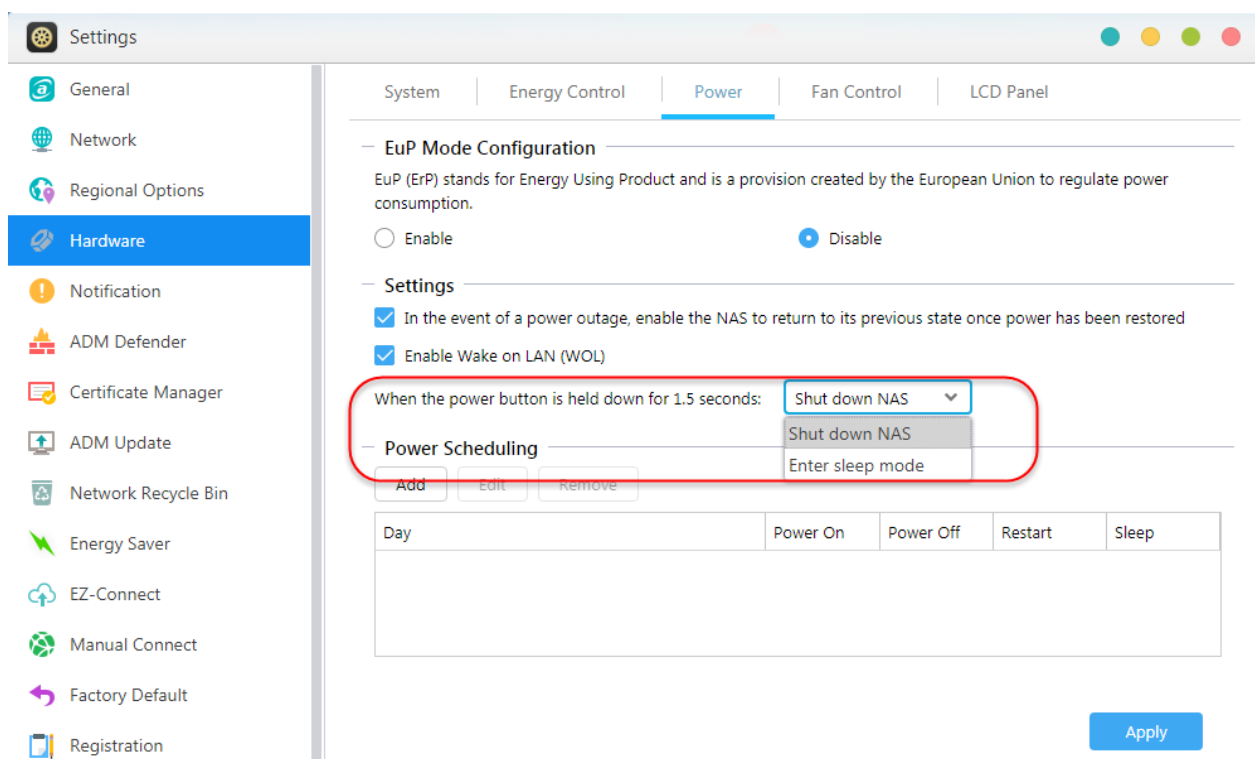 Settings
General
Network
Regional Options
Hardware
Notification
ADM Defender
Certificate Manager
ADM Update
Network Recycle Bin
Energy Saver
EZ-Connect
Manual Connect
Factory Default
Registration
System Energy Control Power Fan Control LCD Panel
EuP Mode Configuration
EuP (ErP) stands for Energy Using Product and is a provision created by the European Union to regulate power
consumption.
Enable Disable
Settings
In the event of a power outage, enable the NAS to return to its previous state once power has been restored
Enable Wake on LAN (WOL)
When the power button is held down for 1.5 seconds: Shut down NAS
Shut down NAS
Enter sleep mode
Power Scheduling
Add Edit Remove
Day Power On Power Off Restart Sleep
Apply